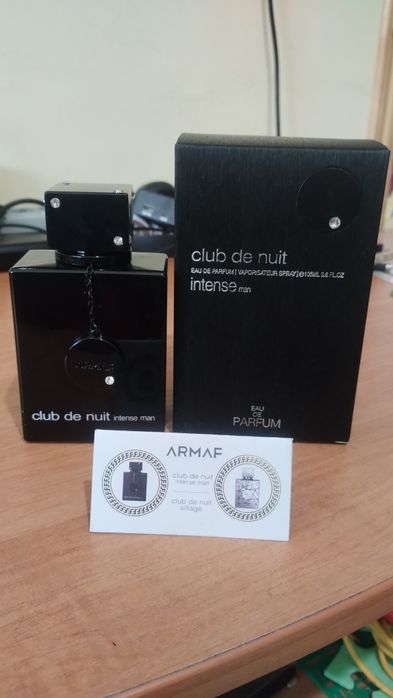 club de nuit
EAU DE PARFUM | VAPORISATEUR SPRAY | e 105ML 3.6 FL.OZ
intense man
EAU
DE
PARFUM
ARMAF
club de nuit intense man
ARMAF
club de nuit
intense man
club de nuit
sillage